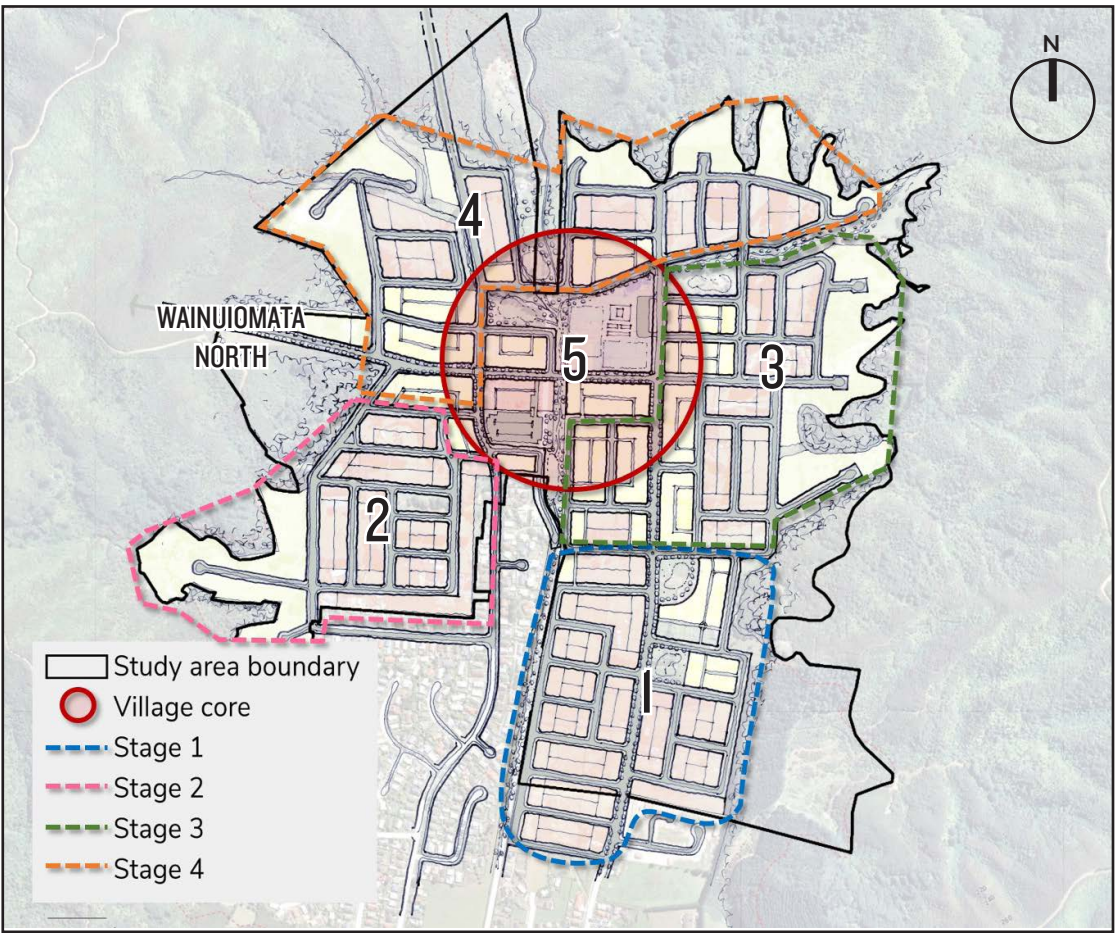 N
4
WAINUIOMATA
NORTH
5
3
2
1
Study area boundary
Village core
Stage 1
Stage 2
Stage 3
Stage 4